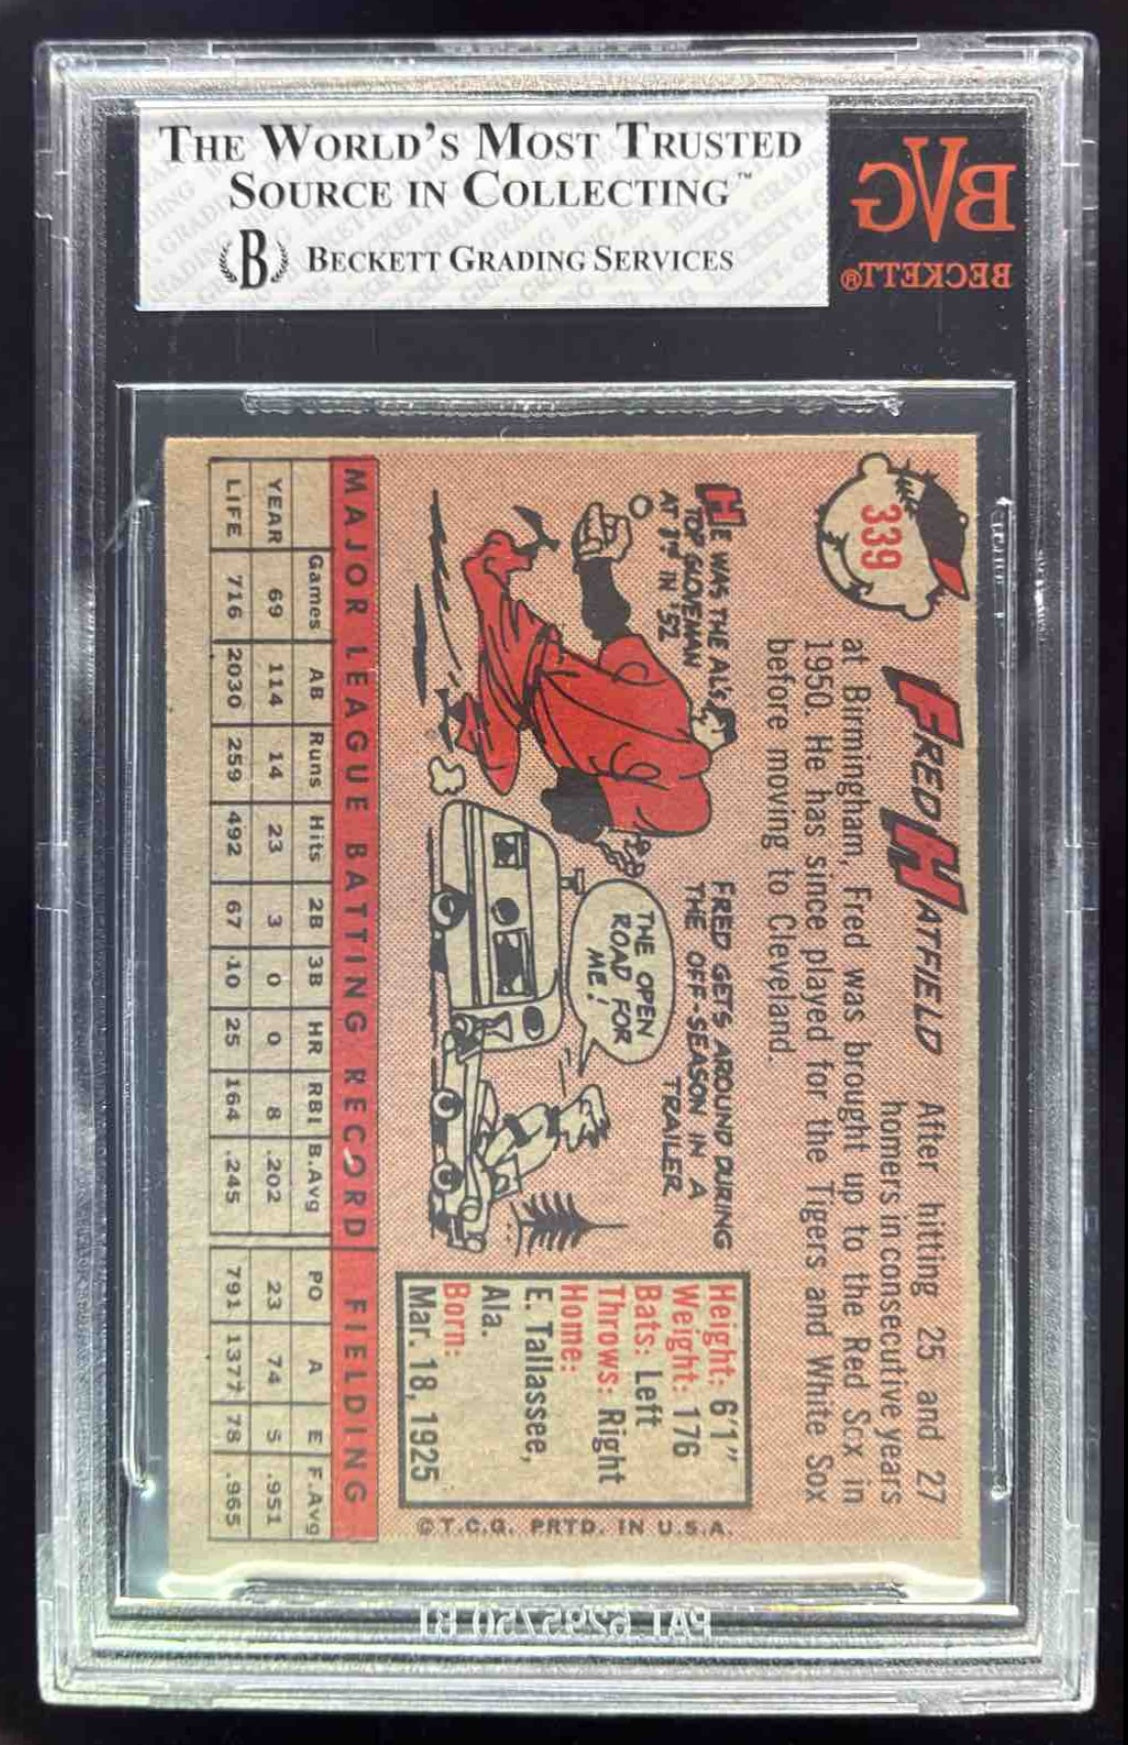 THE WORLD'S MOST TRUSTED
SOURCE IN COLLECTING™
B BECKETT GRADING SERVICES
BVG
BECKETT®
339
FRED HATFIELD
After hitting 25 and 27
homers in consecutive years
at Birmingham, Fred was brought up to the Red Sox in
1950. He has since played for the Tigers and White Sox
before moving to Cleveland.
HE WAS THE AL'S
TOP GLOVEMAN
AT 3rd IN '52
FRED GETS AROUND DURING
THE OFF-SEASON IN A
TRAILER
THE OPEN
ROAD FOR
ME!
Height: 6'1"
Weight: 176
Bats: Left
Throws: Right
Home:
E. Tallassee,
Ala.
Born:
Mar. 18, 1925
MAJOR LEAGUE BATTING RECORD FIELDING
Games AB Runs Hits 2B 3B HR RBI B.Avg PO A E F.Avg
YEAR 69 114 14 23 3 0 0 8 .202 23 74 5 .951
LIFE 716 2030 259 492 67 10 25 164 .245 791 1377 78 .965
©T.C.G. PRTD. IN U.S.A.